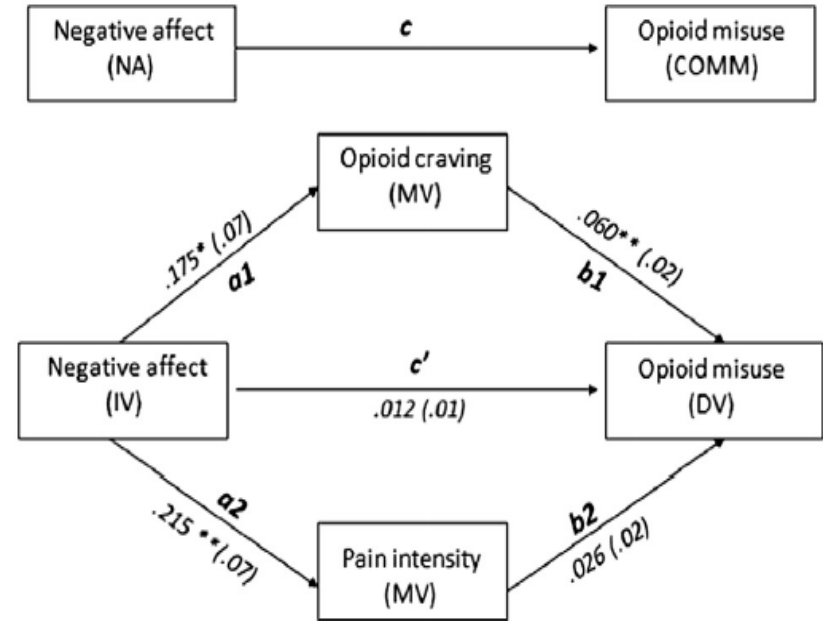 Negative affect
(NA)
c
Opioid misuse
(COMM)
Opioid craving
(MV)
.175* (.07)
a1
.060** (.02)
b1
Negative affect
(IV)
c'
.012 (.01)
Opioid misuse
(DV)
a2
.215 **(.07)
Pain intensity
(MV)
b2
.026 (.02)